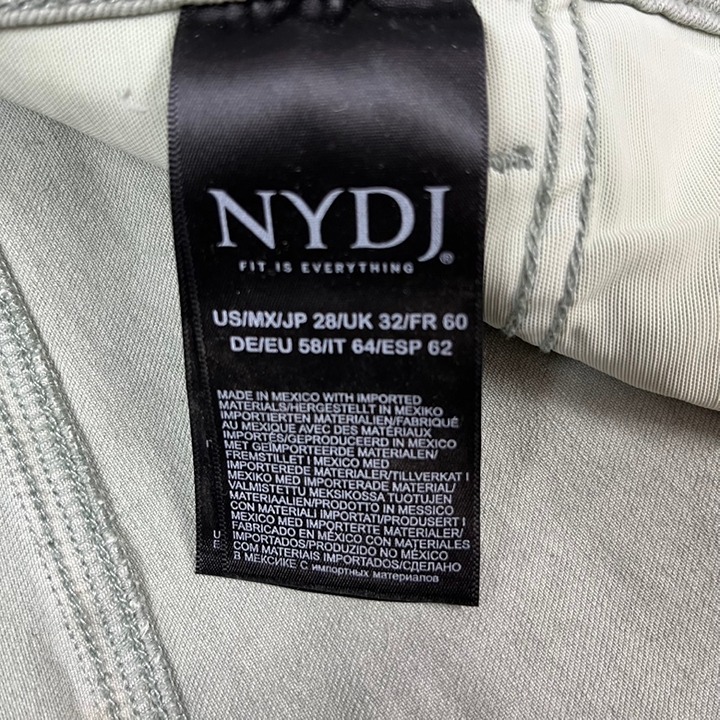 NYDJ®
FIT IS EVERYTHING
US/MX/JP 28/UK 32/FR 60
DE/EU 58/IT 64/ESP 62
MADE IN MEXICO WITH IMPORTED
MATERIALS/HERGESTELLT IN MEXIKO
IMPORTIERTEN MATERIALIEN/FABRIQUÉ
AU MEXIQUE AVEC DES MATÉRIAUX
IMPORTÉS/GEPRODUCEERD IN MEXICO
MET GEÏMPORTEERDE MATERIALEN/
FREMSTILLET I MEXICO MED
IMPORTEREDE MATERIALER/TILLVERKAT I
MEXIKO MED IMPORTERADE MATERIAL/
VALMISTETTU MEKSIKOSSA TUOTUJEN
MATERIAALIEN/PRODOTTO IN MESSICO
CON MATERIALI IMPORTATI/PRODUSERT I
MEXICO MED IMPORTERTE MATERIALER/
FABRICADO EN MÉXICO CON MATERIALES
IMPORTADOS/PRODUZIDO NO MÉXICO
COM MATERIAIS IMPORTADOS/СДЕЛАНО
В МЕКСИКЕ с импортных материалов